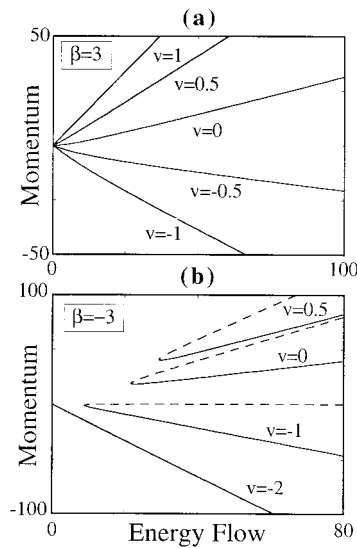 (a)
50
β=3
v=1
v=0.5
v=0
v=-0.5
v=-1
Momentum
-50
0
100
(b)
100
β=-3
v=0.5
v=0
v=-1
v=-2
Momentum
-100
0
80
Energy Flow